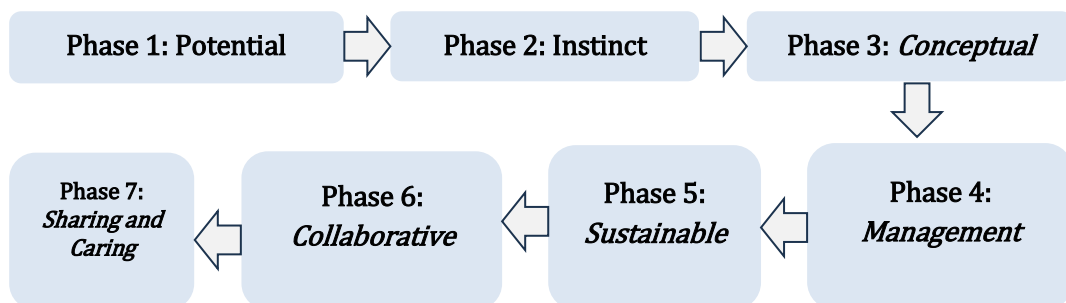 Phase 1: Potential
Phase 2: Instinct
Phase 3: Conceptual
Phase 4:
Management
Phase 5:
Sustainable
Phase 6:
Collaborative
Phase 7:
Sharing and
Caring